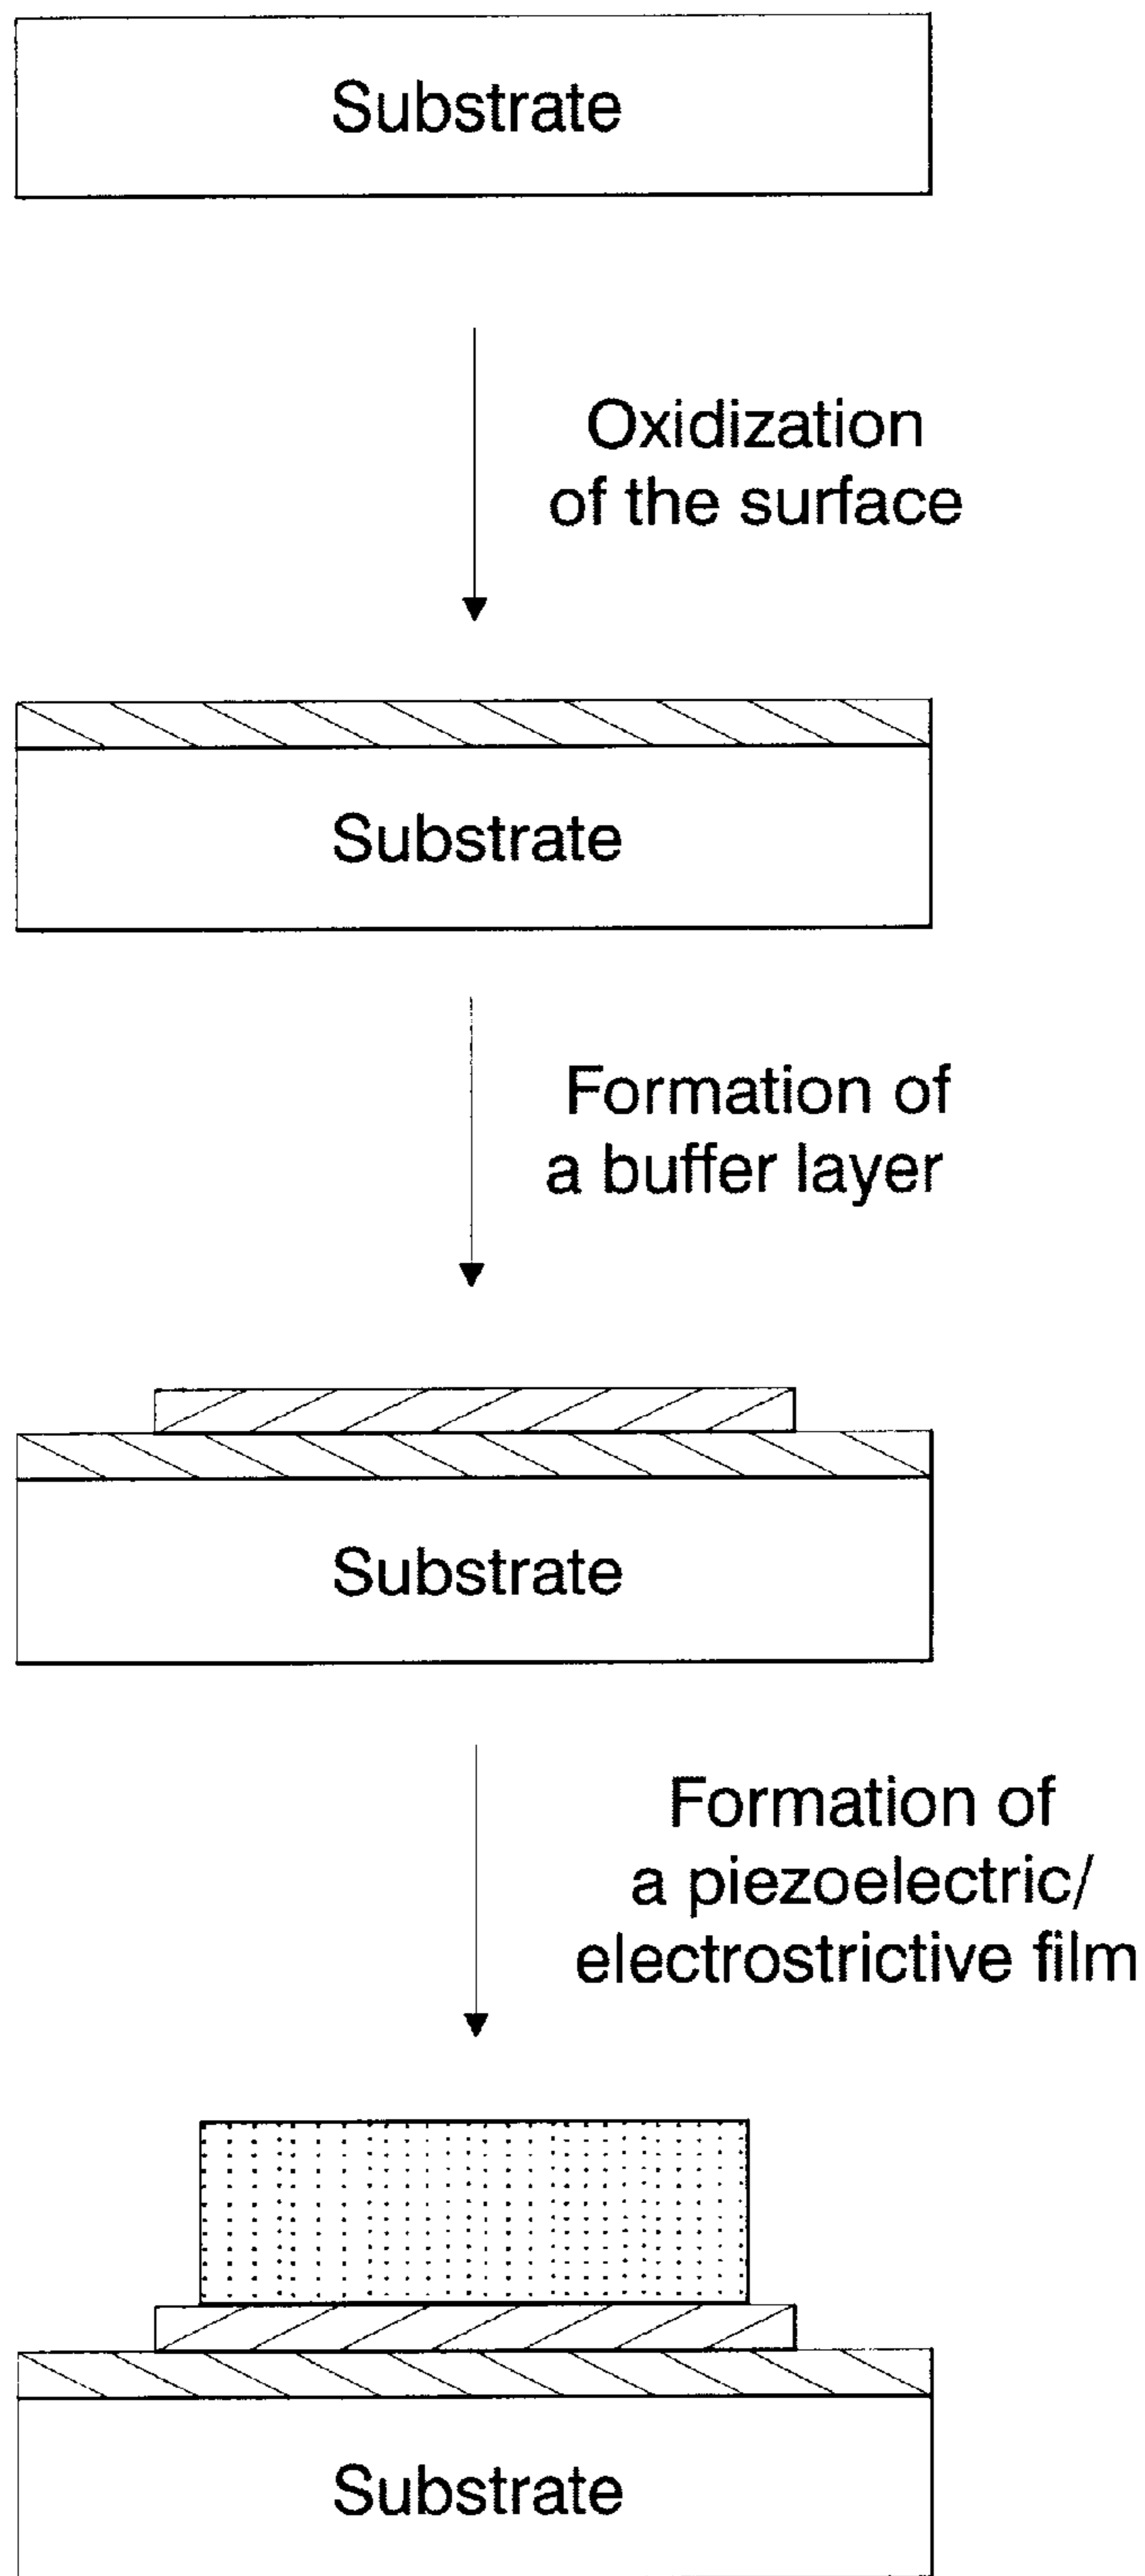 Substrate
Oxidization
of the surface
Substrate
Formation of
a buffer layer
Substrate
Formation of
a piezoelectric/
electrostrictive film
Substrate